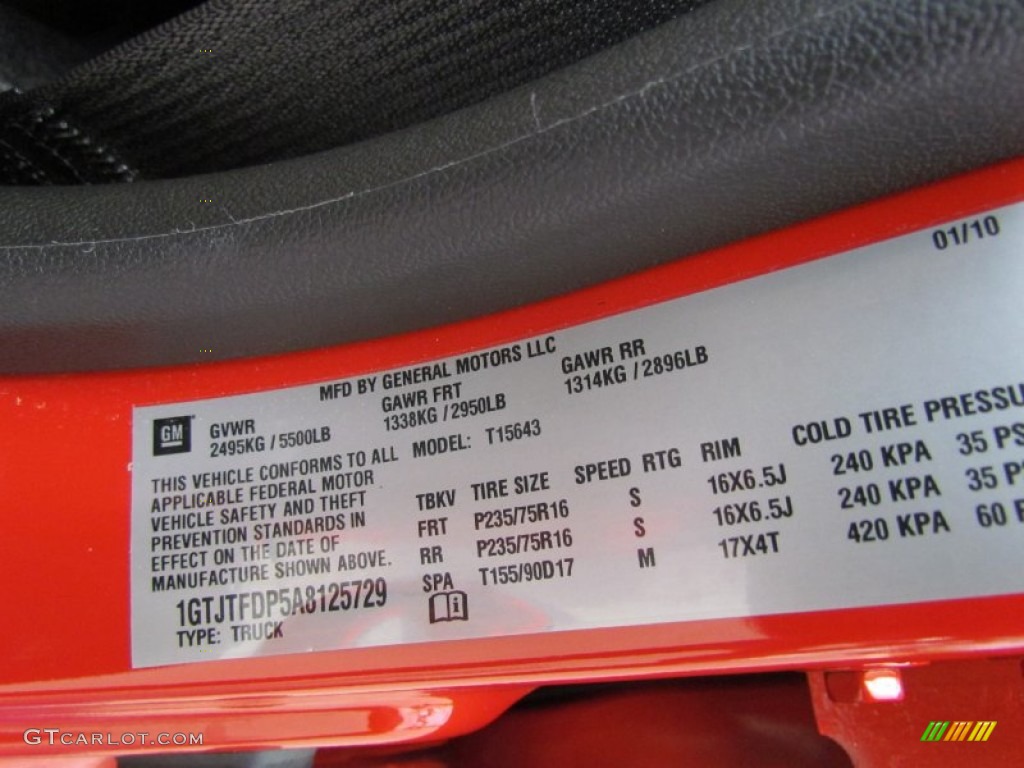 01/10
MFD BY GENERAL MOTORS LLC
GM
GVWR GAWR FRT GAWR RR
2495KG / 5500LB 1338KG / 2950LB 1314KG / 2896LB
THIS VEHICLE CONFORMS TO ALL
APPLICABLE FEDERAL MOTOR
VEHICLE SAFETY AND THEFT
PREVENTION STANDARDS IN
EFFECT ON THE DATE OF
MANUFACTURE SHOWN ABOVE.
1GTJTFDP5A8125729
TYPE: TRUCK
MODEL: T15643
TBKV TIRE SIZE SPEED RTG RIM COLD TIRE PRESSU
FRT P235/75R16 S 16X6.5J 240 KPA 35 PS
RR P235/75R16 S 16X6.5J 240 KPA 35 P
SPA T155/90D17 M 17X4T 420 KPA 60
GTCARLOT.COM